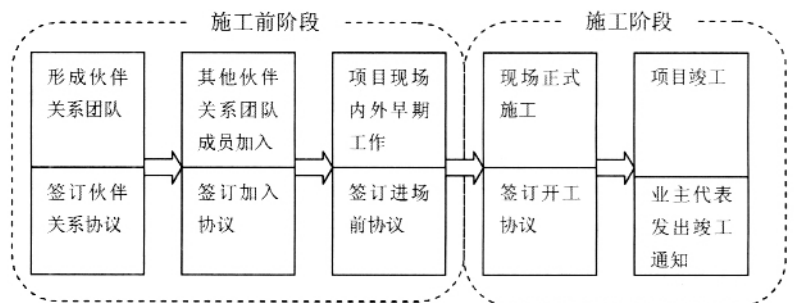 施工前阶段
施工阶段
形成伙伴
关系团队
签订伙伴
关系协议
其他伙伴
关系团队
成员加入
签订加入
协议
项目现场
内外早期
工作
签订进场
前协议
现场正式
施工
签订开工
协议
项目竣工
业主代表
发出竣工
通知